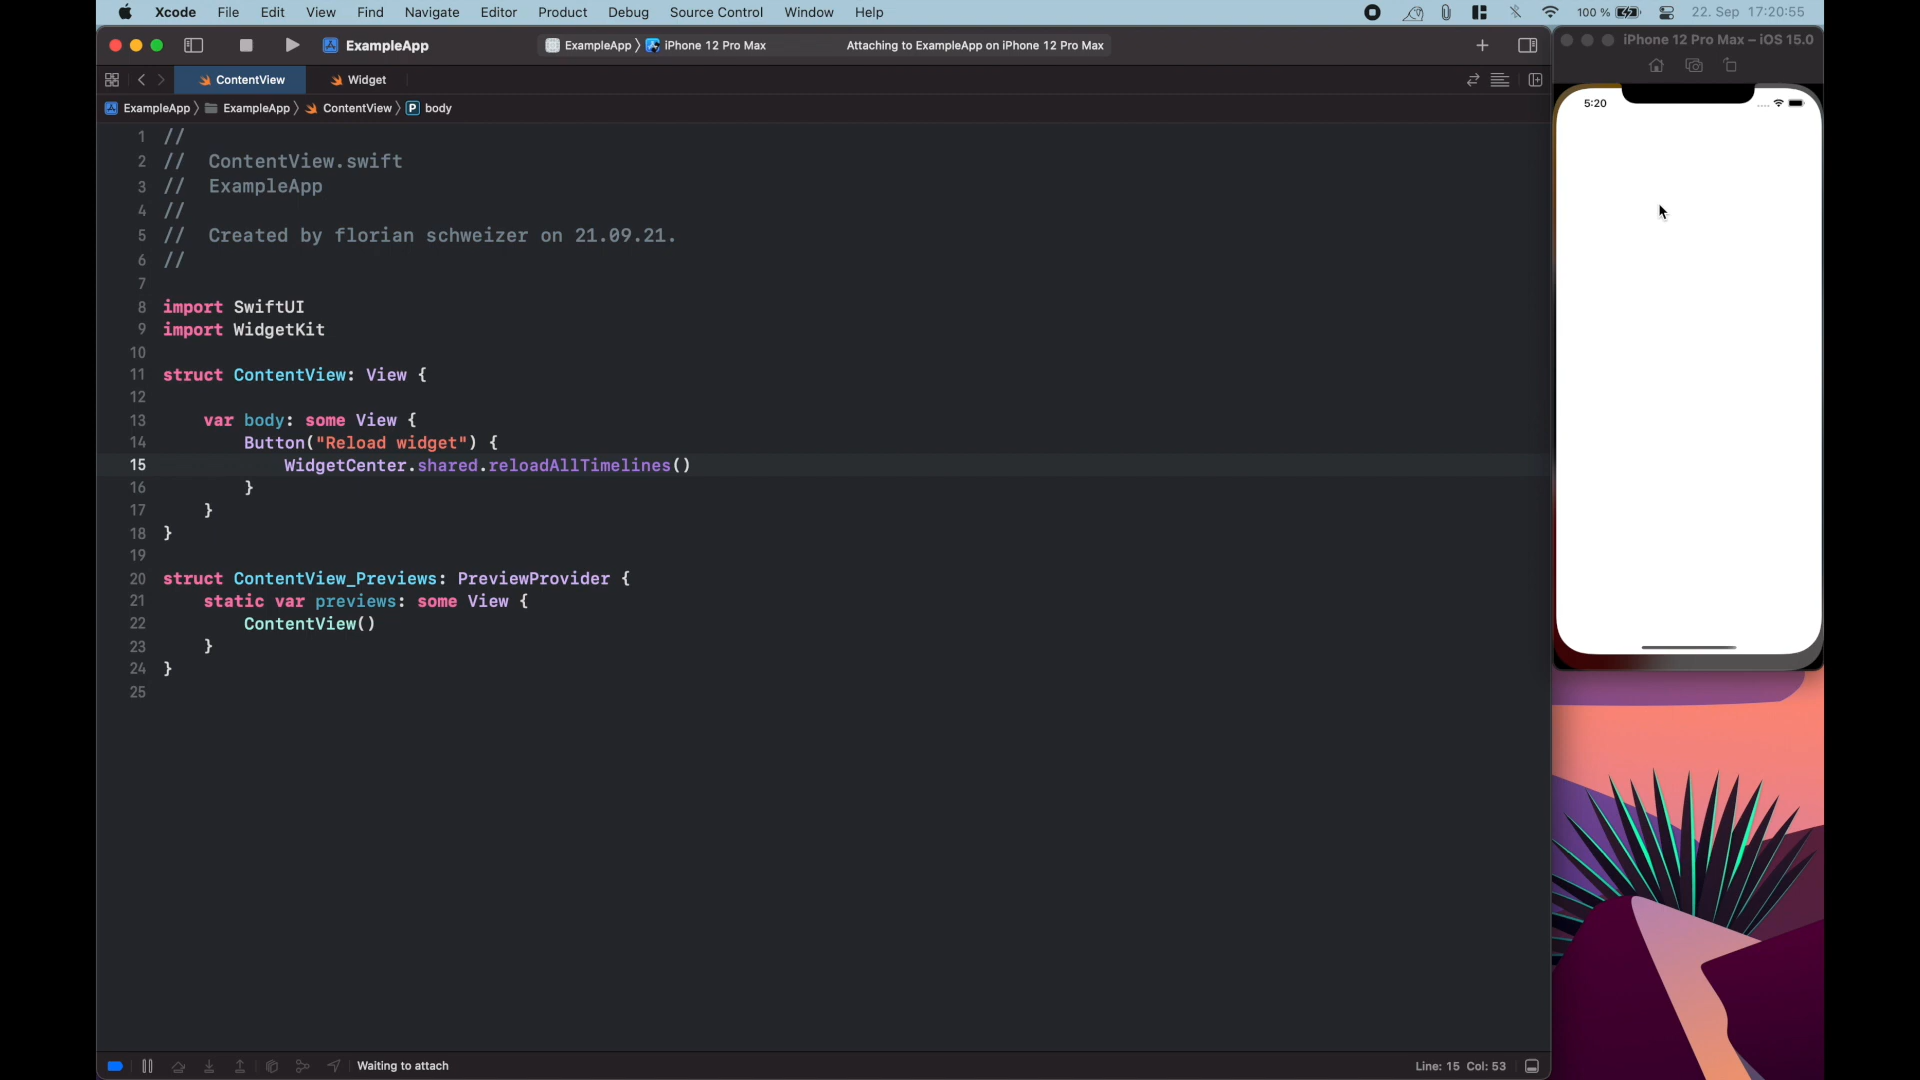 Xcode File Edit View Find Navigate Editor Product Debug Source Control Window Help 100 % 22. Sep 17:20:55
ExampleApp ExampleApp iPhone 12 Pro Max Attaching to ExampleApp on iPhone 12 Pro Max
iPhone 12 Pro Max – iOS 15.0
ContentView Widget
ExampleApp ExampleApp ContentView P body
5:20
1 //
2 // ContentView.swift
3 // ExampleApp
4 //
5 // Created by florian schweizer on 21.09.21.
6 //
7
8 import SwiftUI
9 import WidgetKit
10
11 struct ContentView: View {
12
13 var body: some View {
14 Button("Reload widget") {
15 WidgetCenter.shared.reloadAllTimelines()
16 }
17 }
18 }
19
20 struct ContentView_Previews: PreviewProvider {
21 static var previews: some View {
22 ContentView()
23 }
24 }
25
Waiting to attach Line: 15 Col: 53